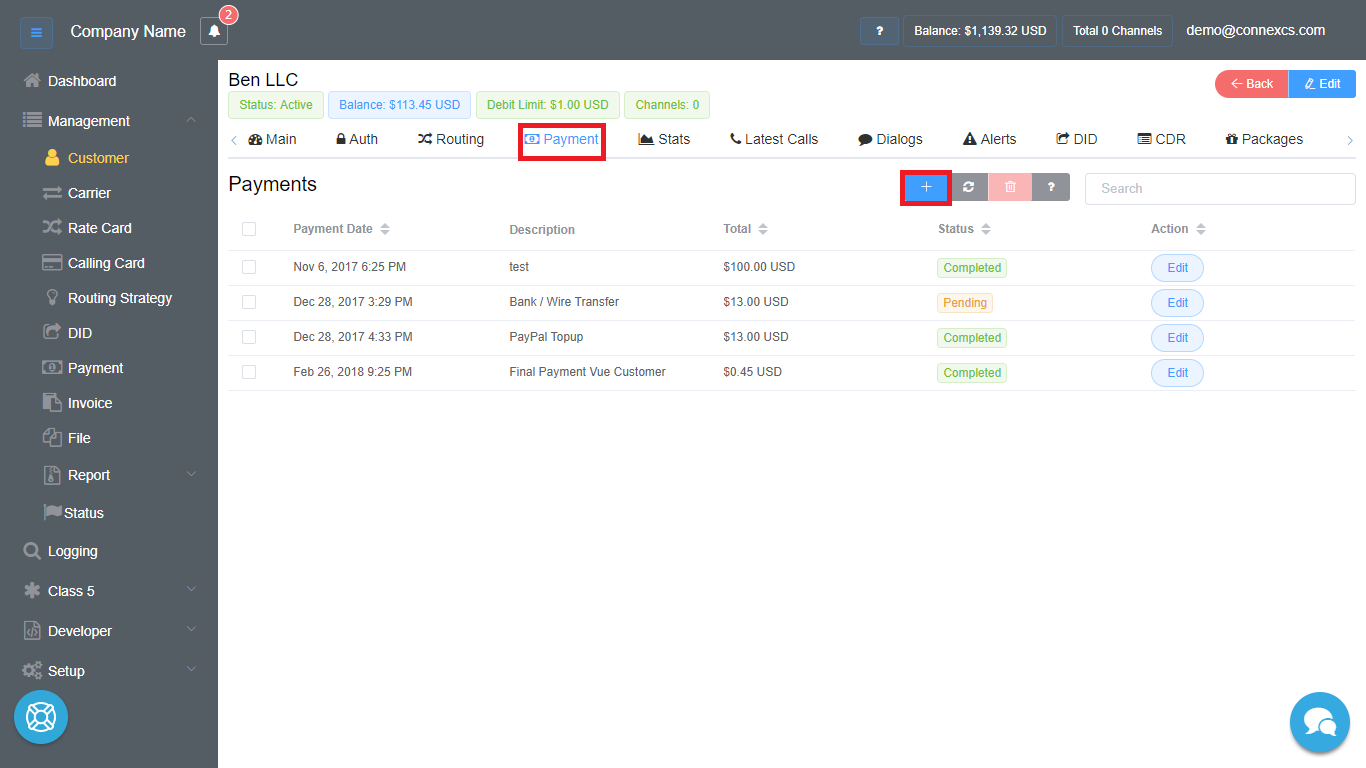 Company Name
2
?
Balance: $1,139.32 USD
Total 0 Channels
demo@connexcs.com
Dashboard
Management
Customer
Carrier
Rate Card
Calling Card
Routing Strategy
DID
Payment
Invoice
File
Report
Status
Logging
Class 5
Developer
Setup
Ben LLC
Back
Edit
Status: Active
Balance: $113.45 USD
Debit Limit: $1.00 USD
Channels: 0
Main
Auth
Routing
Payment
Stats
Latest Calls
Dialogs
Alerts
DID
CDR
Packages
Payments
?
Search
Payment Date Description Total Status Action
Nov 6, 2017 6:25 PM test $100.00 USD Completed Edit
Dec 28, 2017 3:29 PM Bank / Wire Transfer $13.00 USD Pending Edit
Dec 28, 2017 4:33 PM PayPal Topup $13.00 USD Completed Edit
Feb 26, 2018 9:25 PM Final Payment Vue Customer $0.45 USD Completed Edit